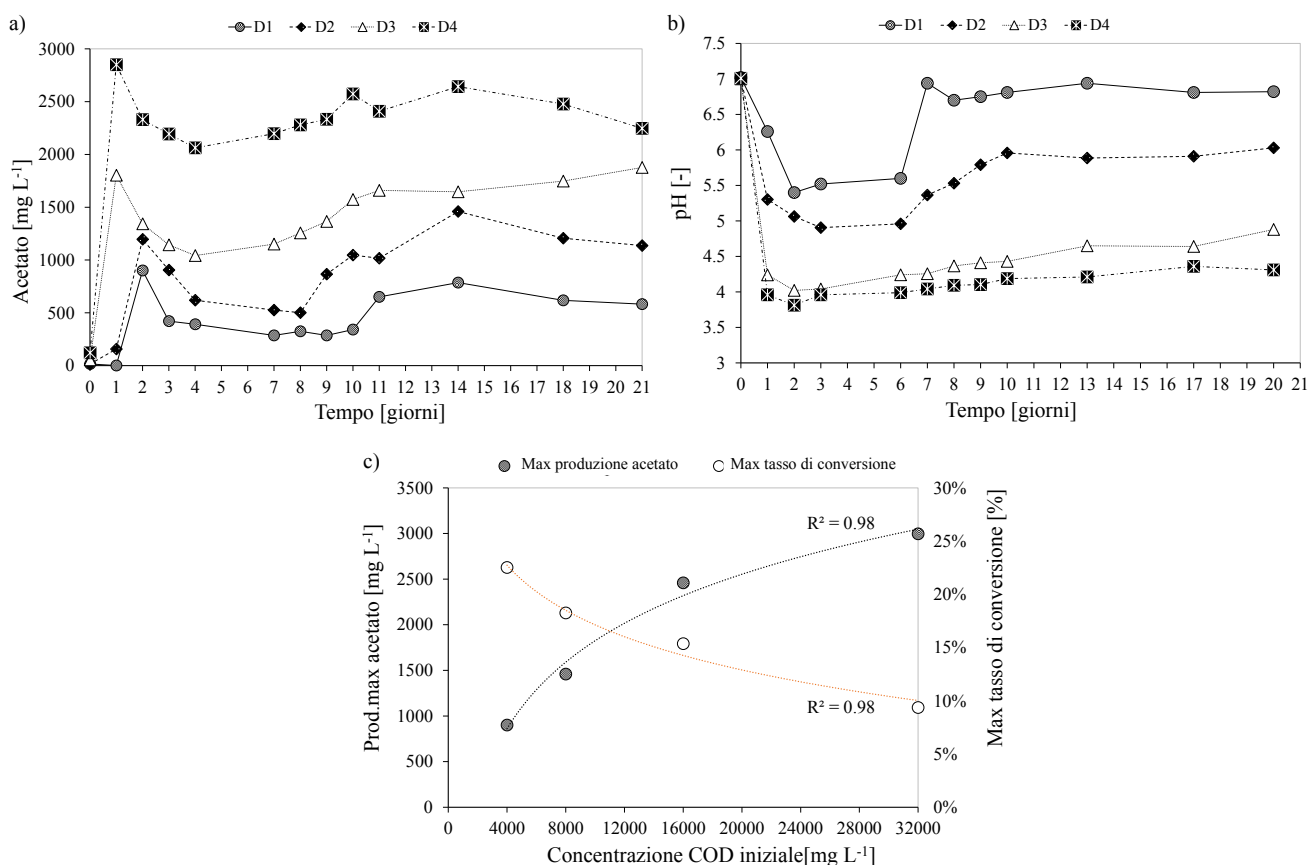 a)
D1 D2 D3 D4
3000
2500
2000
1500
1000
500
0
Acetato [mg L-1]
0 1 2 3 4 5 6 7 8 9 10 11 12 13 14 15 16 17 18 19 20 21
Tempo [giorni]
b)
D1 D2 D3 D4
7.5
7
6.5
6
5.5
5
4.5
4
3.5
3
pH [-]
0 1 2 3 4 5 6 7 8 9 10 11 12 13 14 15 16 17 18 19 20 21
Tempo [giorni]
c)
Max produzione acetato Max tasso di conversione
3500
3000
2500
2000
1500
1000
500
0
Prod.max acetato [mg L-1]
R² = 0.98
R² = 0.98
30%
25%
20%
15%
10%
5%
0%
Max tasso di conversione [%]
0 4000 8000 12000 16000 20000 24000 28000 32000
Concentrazione COD iniziale[mg L-1]